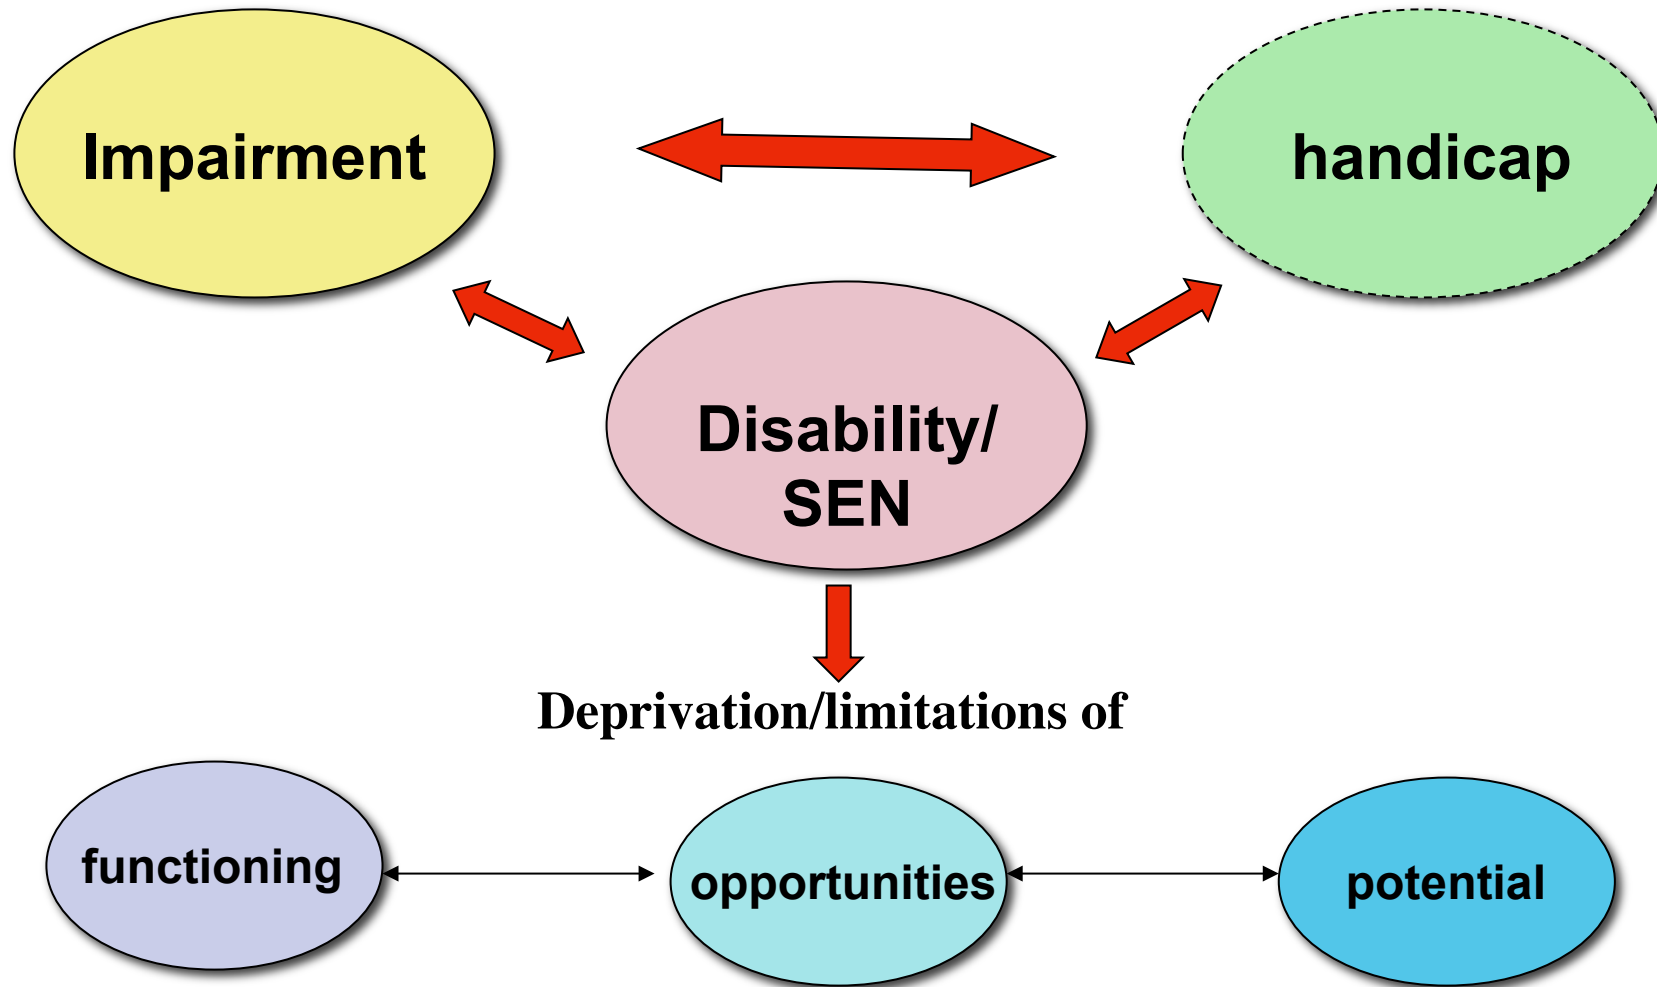 Impairment
handicap
Disability/
SEN
Deprivation/limitations of
functioning
opportunities
potential